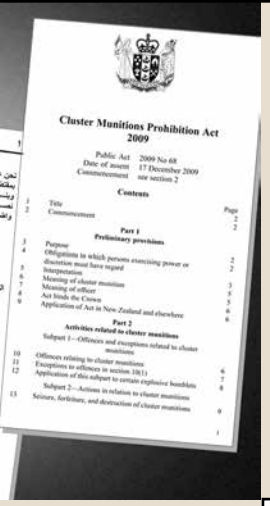 Cluster Munitions Prohibition Act
2009
Public Act 2009 No 68
Date of assent 17 December 2009
Commencement see section 2
Contents
Page
1 Title 2
2 Commencement 2
Part 1
Preliminary provisions
3 Purpose 2
4 Obligations to which persons exercising power or
discretion must have regard 2
5 Interpretation 3
6 Meaning of cluster munition 5
7 Meaning of officer 5
8 Act binds the Crown 6
9 Application of Act in New Zealand and elsewhere 6
Part 2
Activities related to cluster munitions
Subpart 1—Offences and exceptions related to cluster
munitions
10 Offences relating to cluster munitions 6
11 Exceptions to offences in section 10(1) 7
12 Application of this subpart to certain explosive bomblets
Subpart 2—Actions in relation to cluster munitions
13 Seizure, forfeiture, and destruction of cluster munitions
1
نحن